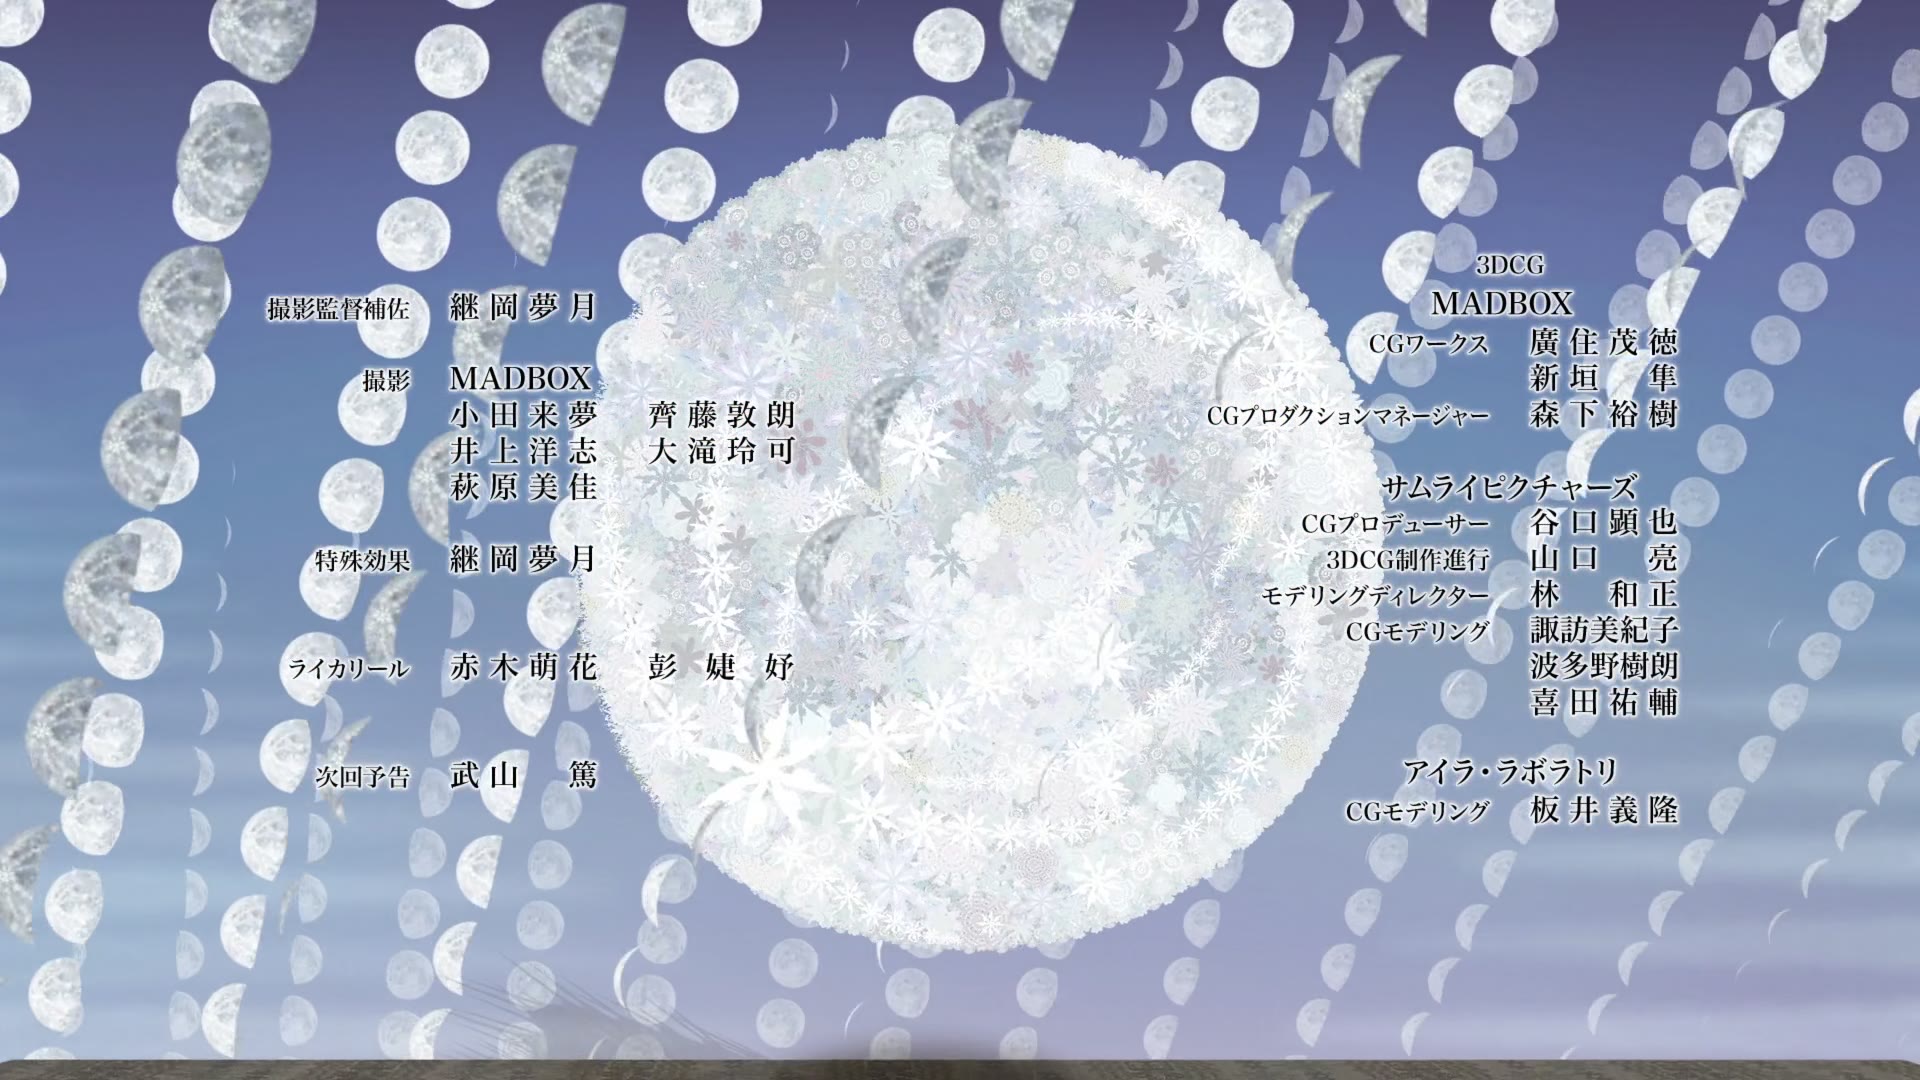 撮影監督補佐 継岡夢月
撮影 MADBOX
小田来夢 齊藤敦朗
井上洋志 大滝玲可
萩原美佳
特殊効果 継岡夢月
ライカリール 赤木萌花 彭婕妤
次回予告 武山篤
3DCG
MADBOX
CGワークス 廣住茂徳
新垣隼
CGプロダクションマネージャー 森下裕樹
サムライピクチャーズ
CGプロデューサー 谷口顕也
3DCG制作進行 山口亮
モデリングディレクター 林和正
CGモデリング 諏訪美紀子
波多野樹朗
喜田祐輔
アイラ・ラボラトリ
CGモデリング 板井義隆